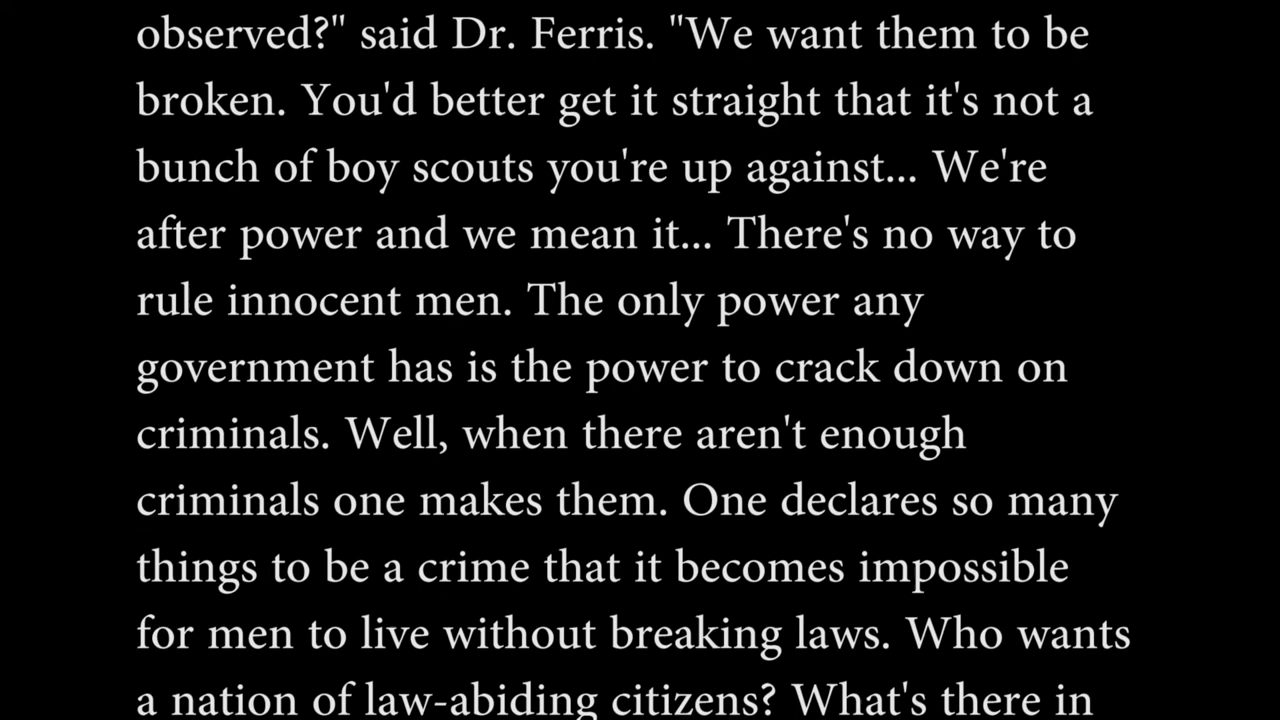 observed?" said Dr. Ferris. "We want them to be
broken. You'd better get it straight that it's not a
bunch of boy scouts you're up against... We're
after power and we mean it... There's no way to
rule innocent men. The only power any
government has is the power to crack down on
criminals. Well, when there aren't enough
criminals one makes them. One declares so many
things to be a crime that it becomes impossible
for men to live without breaking laws. Who wants
a nation of law-abiding citizens? What's there in